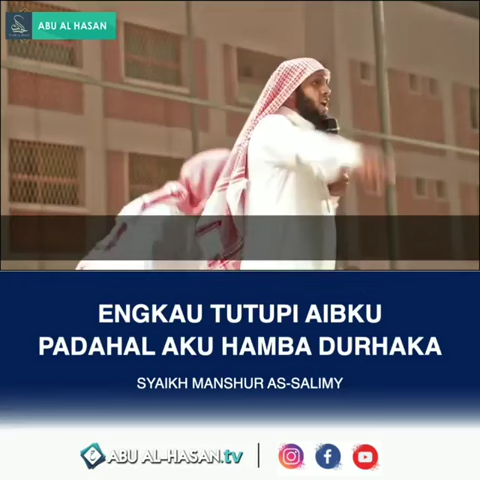 ABU AL HASAN
ENGKAU TUTUPI AIBKU
PADAHAL AKU HAMBA DURHAKA
SYAIKH MANSHUR AS-SALIMY
ABU AL-HASAN.tv